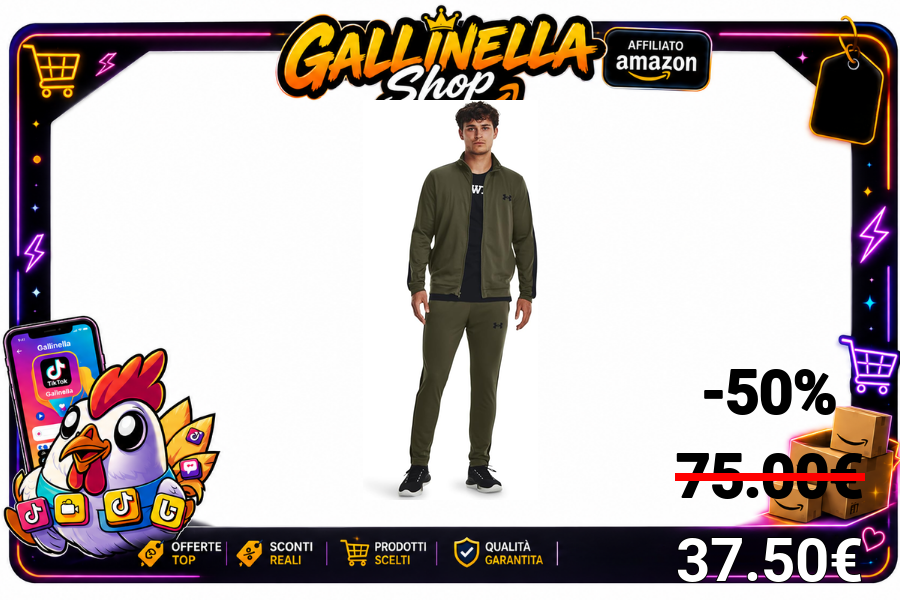 GALLINELLA
Shop
AFFILIATO
amazon
Gallinella
TikTok
Gallinella
-50%
75.00€
37.50€
OFFERTE
TOP
SCONTI
REALI
PRODOTTI
SCELTI
QUALITÀ
GARANTITA